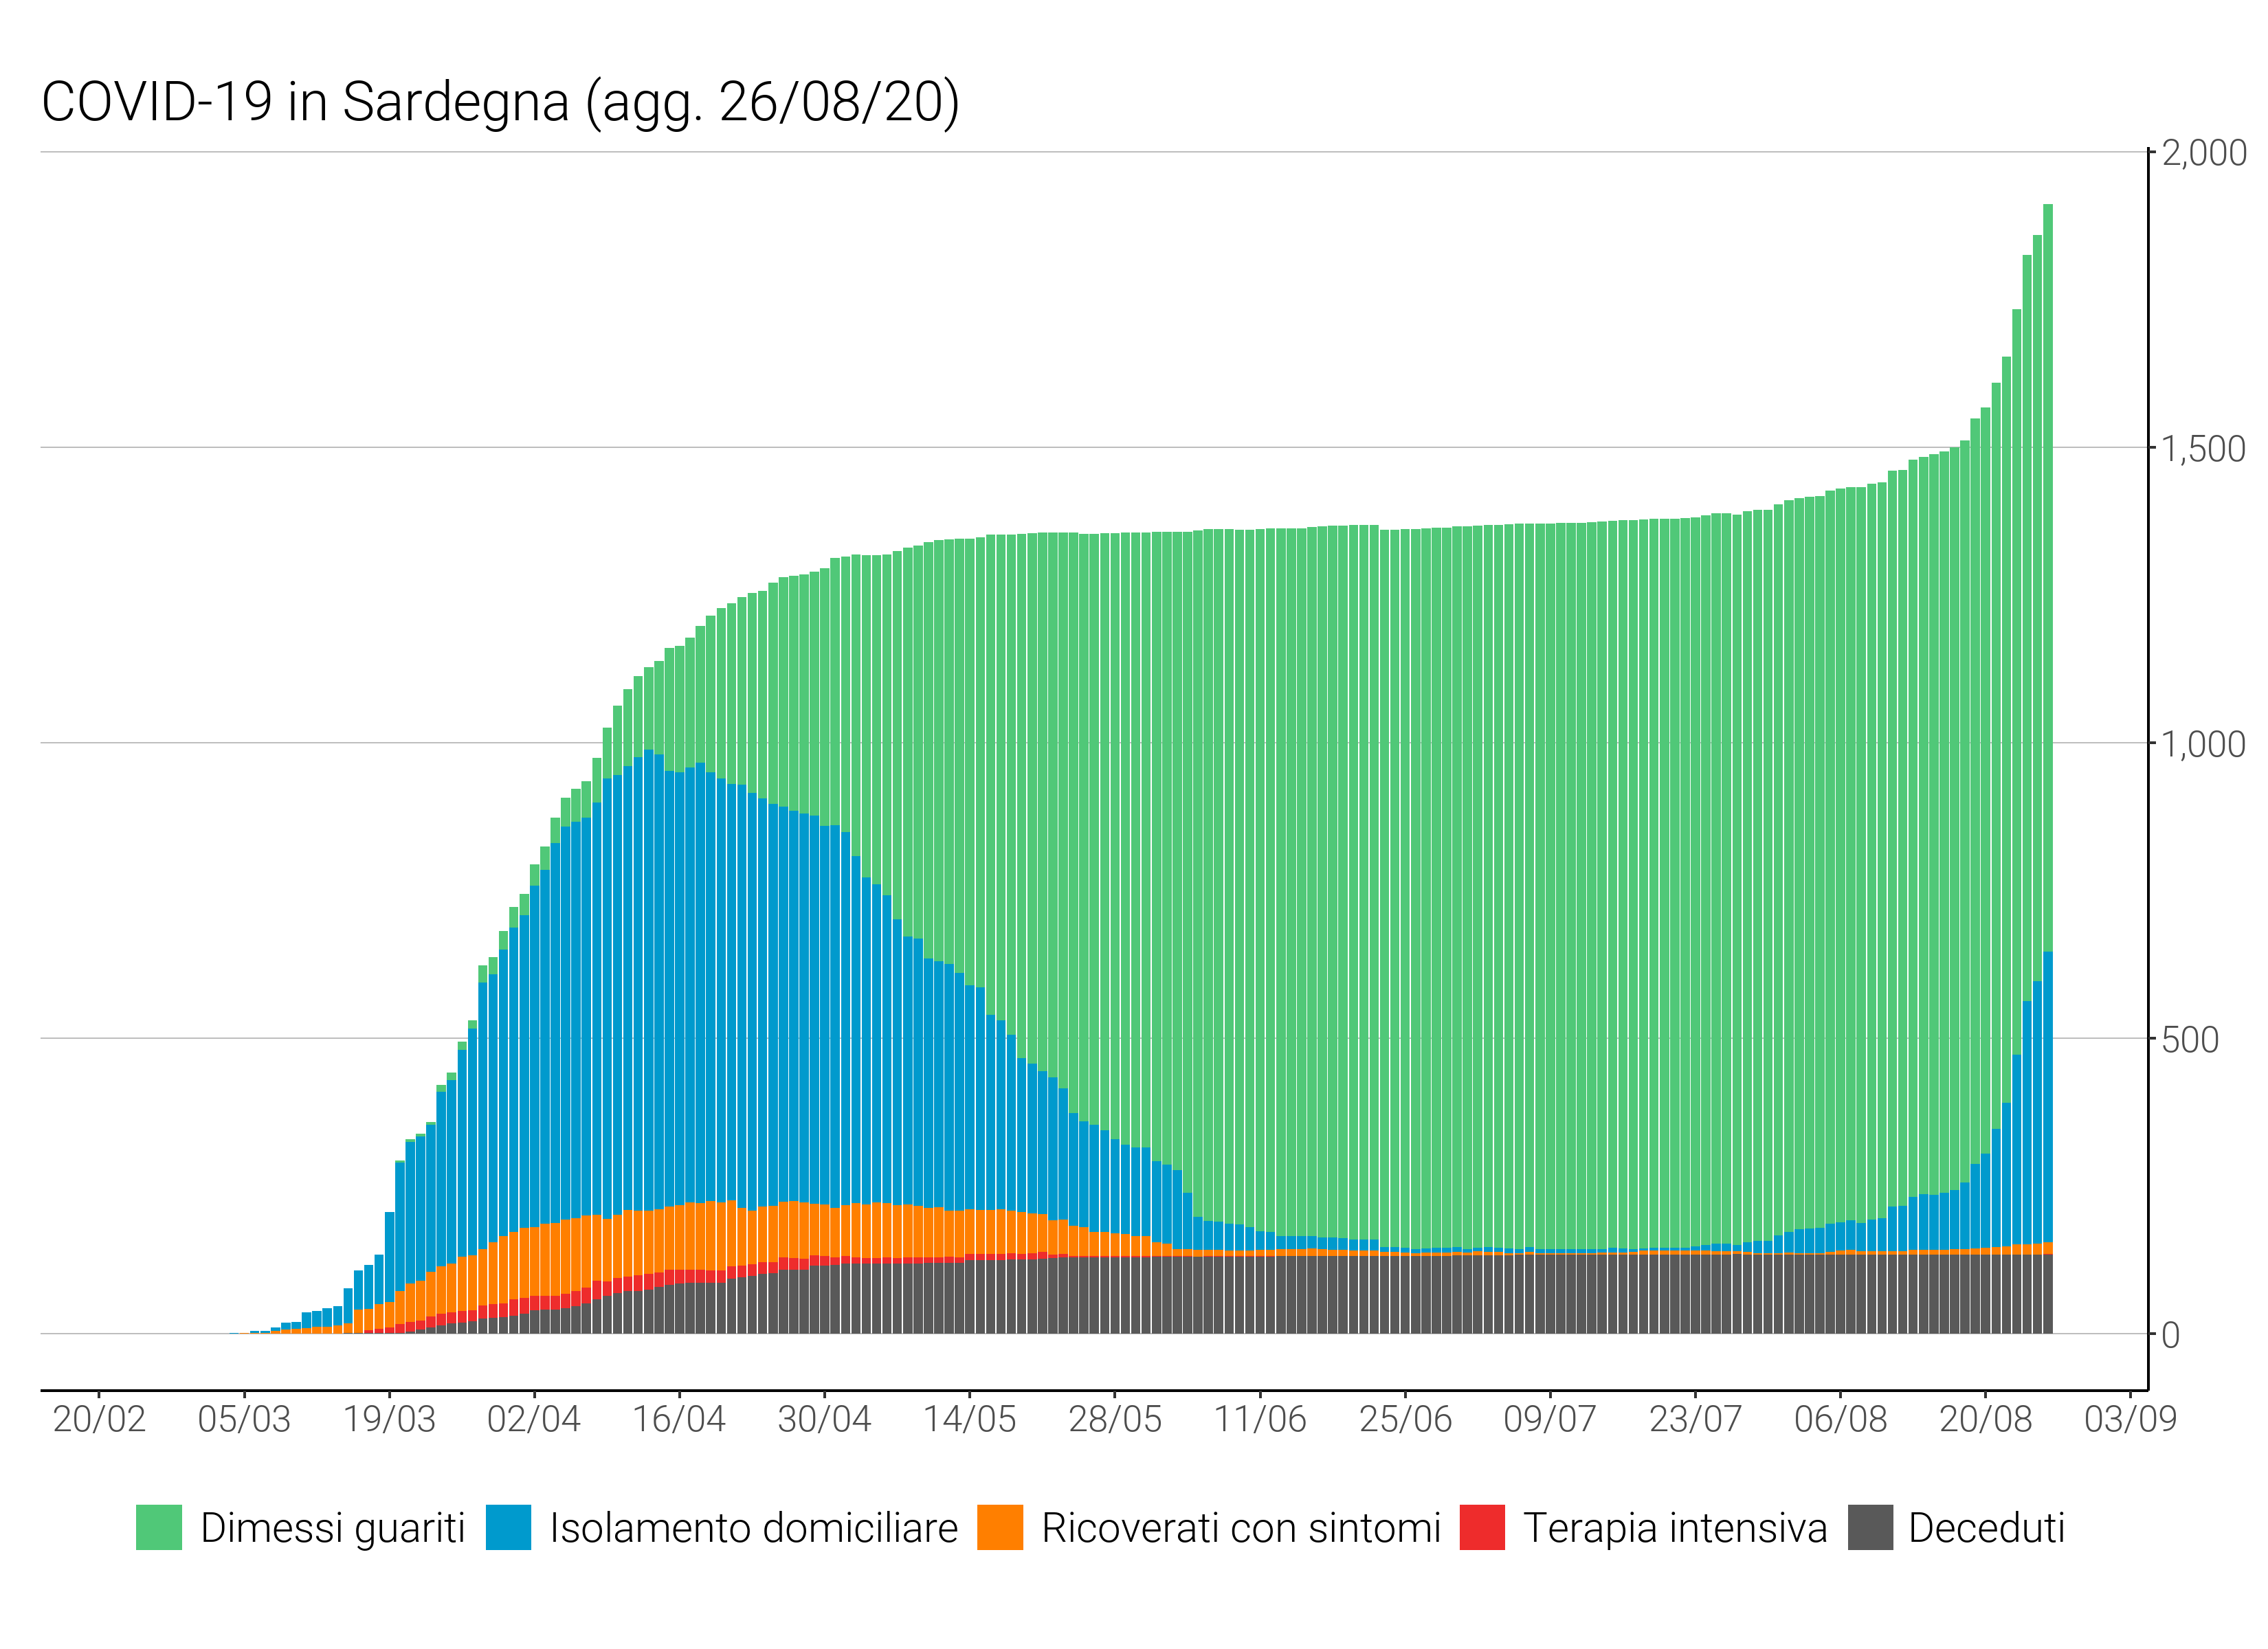 COVID-19 in Sardegna (agg. 26/08/20)
2,000
1,500
1,000
500
0
20/02 05/03 19/03 02/04 16/04 30/04 14/05 28/05 11/06 25/06 09/07 23/07 06/08 20/08 03/09
Dimessi guariti Isolamento domiciliare Ricoverati con sintomi Terapia intensiva Deceduti